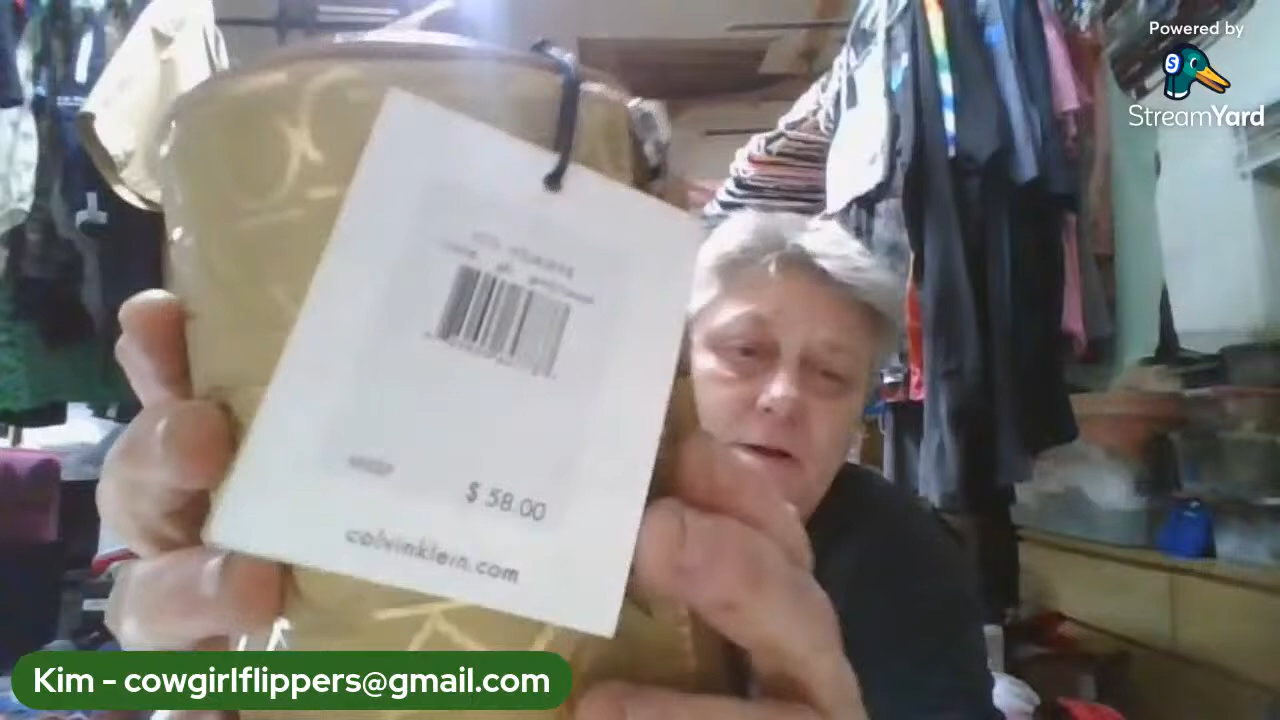 Powered by
StreamYard
$ 58.00
calvinklein.com
Kim - cowgirlflippers@gmail.com